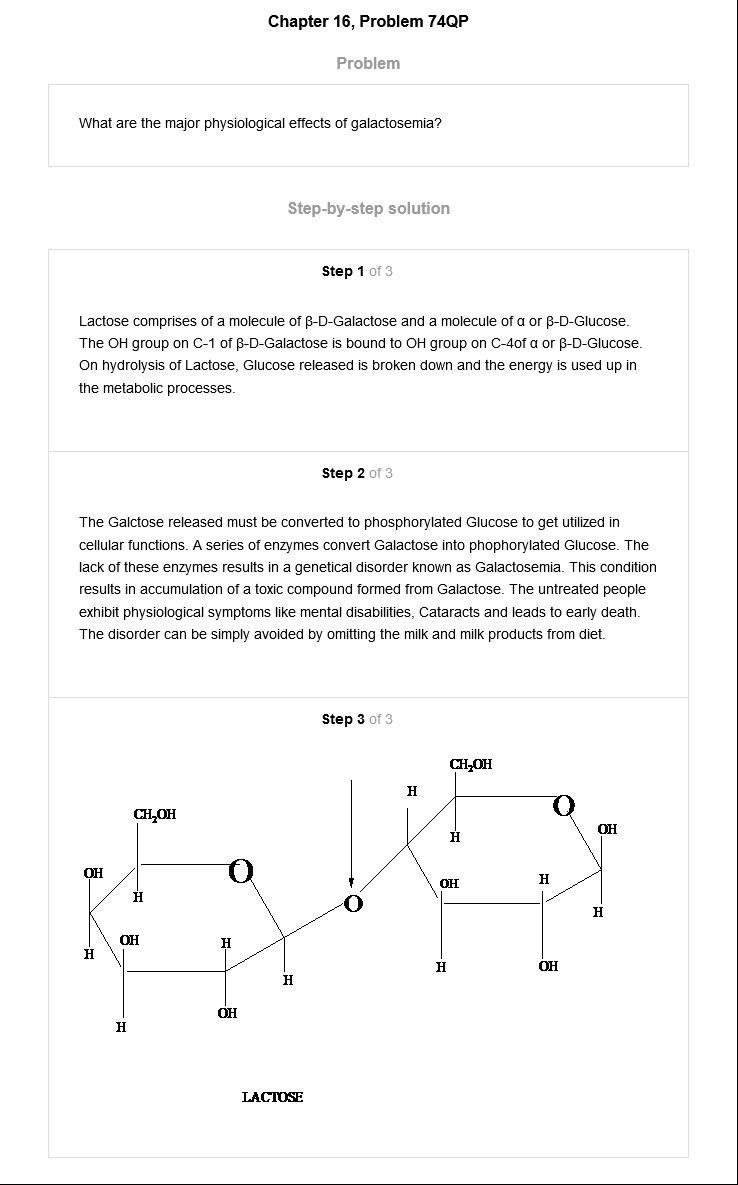 Chapter 16, Problem 74QP
Problem
What are the major physiological effects of galactosemia?
Step-by-step solution
Step 1 of 3
Lactose comprises of a molecule of β-D-Galactose and a molecule of α or β-D-Glucose.
The OH group on C-1 of β-D-Galactose is bound to OH group on C-4of α or β-D-Glucose.
On hydrolysis of Lactose, Glucose released is broken down and the energy is used up in
the metabolic processes.
Step 2 of 3
The Galctose released must be converted to phosphorylated Glucose to get utilized in
cellular functions. A series of enzymes convert Galactose into phophorylated Glucose. The
lack of these enzymes results in a genetical disorder known as Galactosemia. This condition
results in accumulation of a toxic compound formed from Galactose. The untreated people
exhibit physiological symptoms like mental disabilities, Cataracts and leads to early death.
The disorder can be simply avoided by omitting the milk and milk products from diet.
Step 3 of 3
CH₂OH
H
O
CH₂OH
OH
H
O
OH
H
OH
H
O
H
H
OH
H
H
H
OH
H
OH
OH
H
LACTOSE